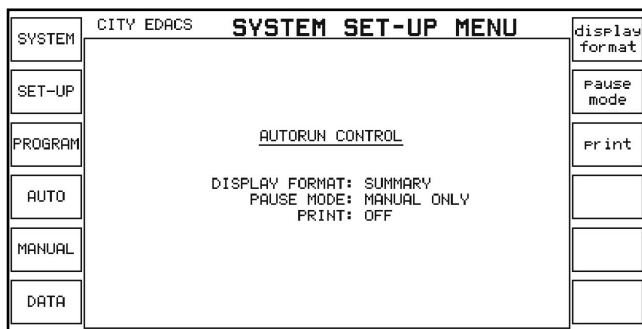 CITY EDACS SYSTEM SET-UP MENU
SYSTEM
SET-UP
PROGRAM
AUTO
MANUAL
DATA
AUTORUN CONTROL
DISPLAY FORMAT: SUMMARY
PAUSE MODE: MANUAL ONLY
PRINT: OFF
display
format
pause
mode
print